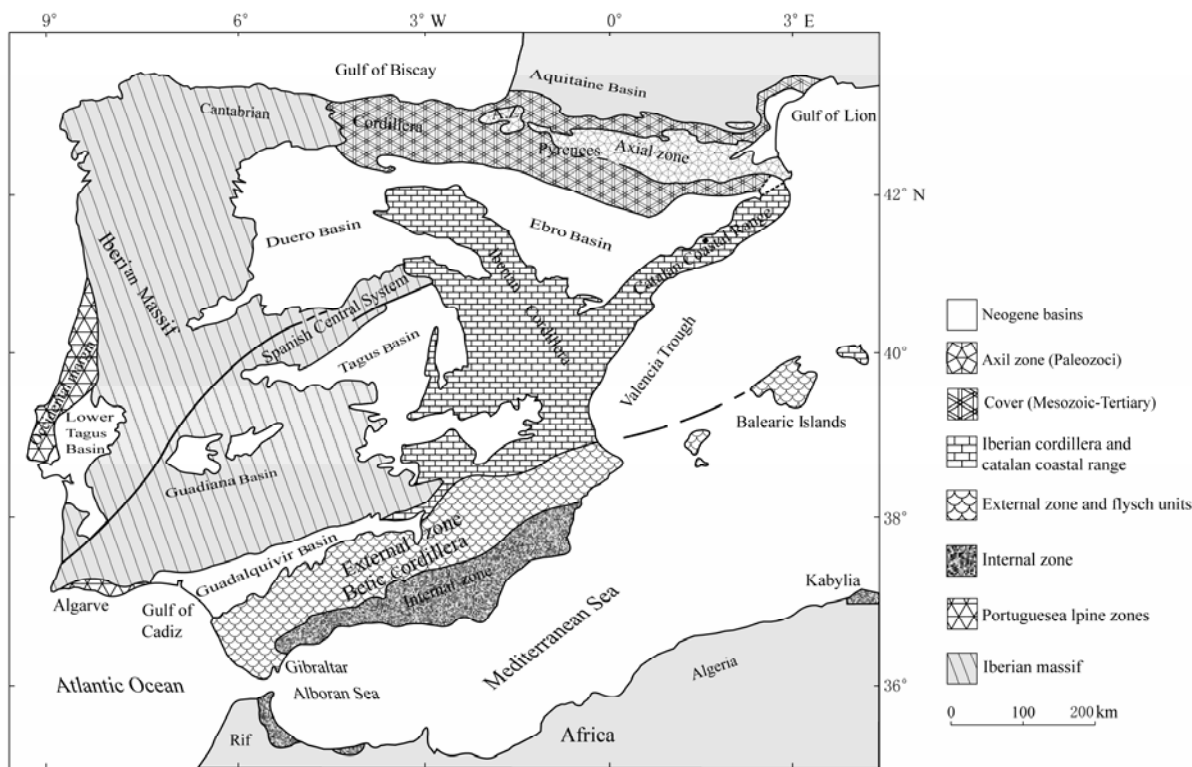 9°
6°
3° W
0°
3° E
Gulf of Biscay
Aquitaine Basin
Gulf of Lion
Cantabrian
Cordillera
A.Z.
Pyrences
Axial zone
42° N
Duero Basin
Ebro Basin
Catalan Coastal Range
Iberian Massif
Iberian
Cordillera
Spanish Central System
Tagus Basin
Valencia Trough
40°
Balearic Islands
Lower
Tagus
Basin
Guadiana Basin
38°
Guadalquivir Basin
External zone
Betic Cordillera
Internal zone
Algarve
Gulf of
Cadiz
Kabylia
Mediterranean Sea
Gibraltar
Atlantic Ocean
Alboran Sea
36°
Algeria
Rif
Africa
Neogene basins
Axil zone (Paleozoci)
Cover (Mesozoic-Tertiary)
Iberian cordillera and
catalan coastal range
External zone and flysch units
Internal zone
Portuguesea lpine zones
Iberian massif
0 100 200 km